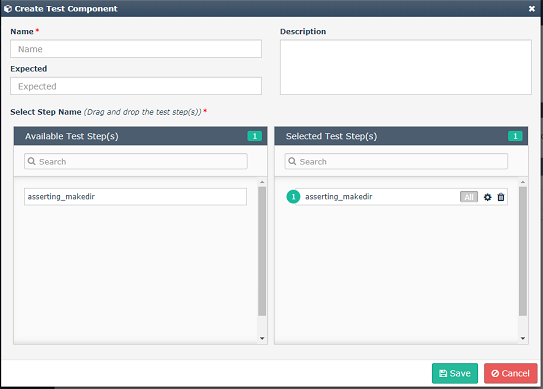 Create Test Component
Name *
Description
Name
Expected
Expected
Select Step Name (Drag and drop the test step(s)) *
Available Test Step(s) 1
Selected Test Step(s) 1
Search
Search
asserting_makedir
1 asserting_makedir All
Save
Cancel